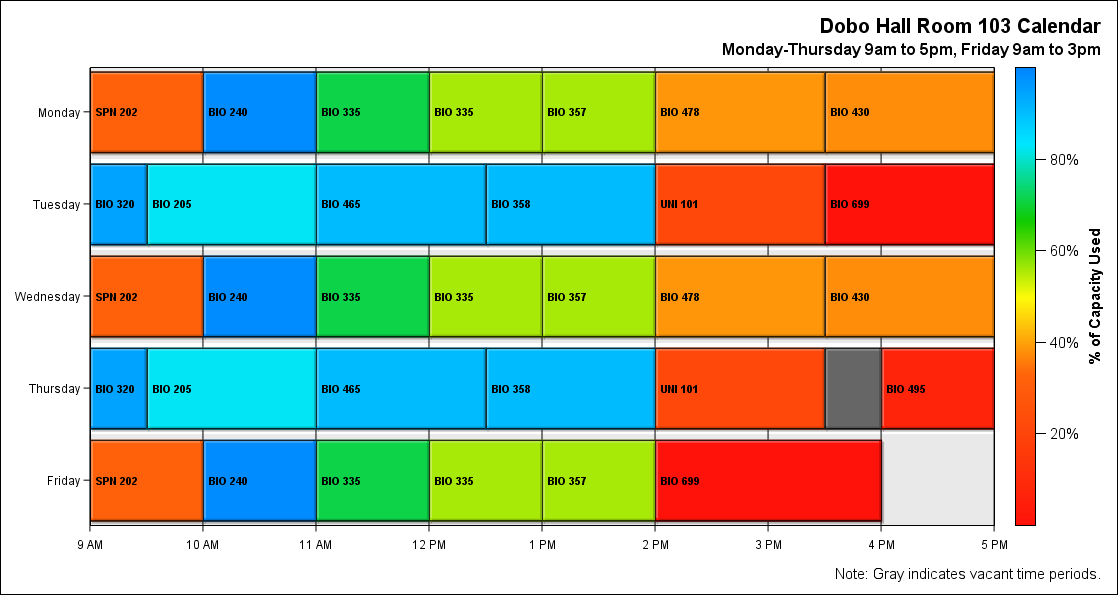 Dobo Hall Room 103 Calendar
Monday-Thursday 9am to 5pm, Friday 9am to 3pm
Monday SPN 202 BIO 240 BIO 335 BIO 335 BIO 357 BIO 478 BIO 430
80%
Tuesday BIO 320 BIO 205 BIO 465 BIO 358 UNI 101 BIO 699
60%
Wednesday SPN 202 BIO 240 BIO 335 BIO 335 BIO 357 BIO 478 BIO 430
% of Capacity Used
40%
Thursday BIO 320 BIO 205 BIO 465 BIO 358 UNI 101 BIO 495
20%
Friday SPN 202 BIO 240 BIO 335 BIO 335 BIO 357 BIO 699
9 AM 10 AM 11 AM 12 PM 1 PM 2 PM 3 PM 4 PM 5 PM
Note: Gray indicates vacant time periods.